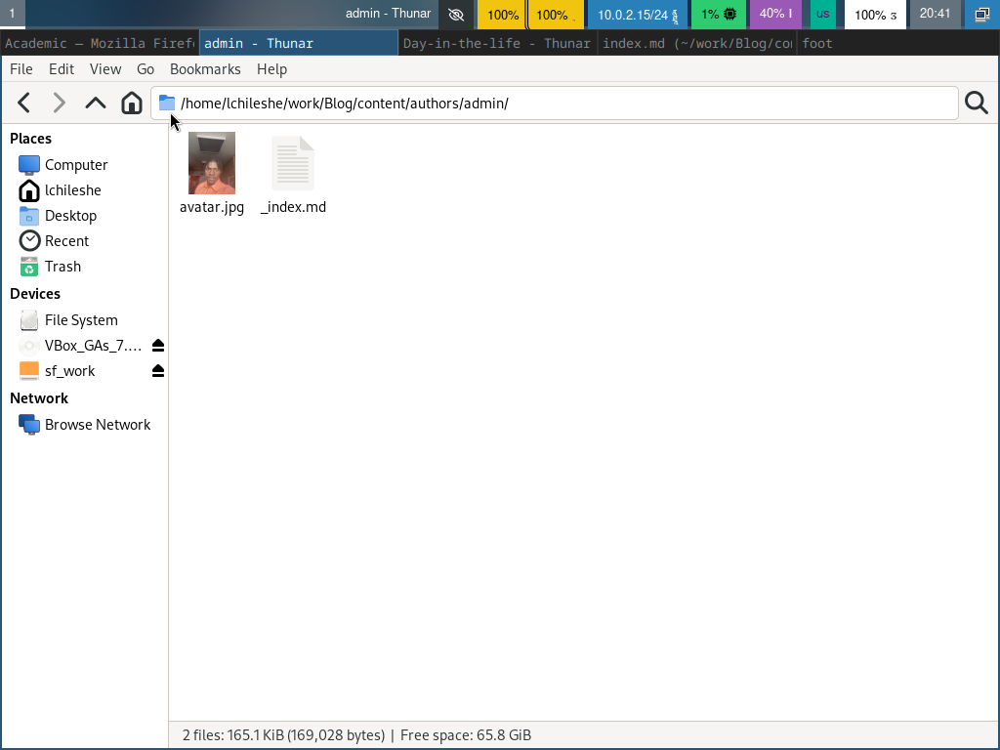 1 admin - Thunar 100% 100% 10.0.2.15/24 1% 40% us 100% 20:41
Academic — Mozilla Firef admin - Thunar Day-in-the-life - Thunar index.md (~/work/Blog/co foot
File Edit View Go Bookmarks Help
/home/lchileshe/work/Blog/content/authors/admin/
Places
Computer
lchileshe
Desktop
Recent
Trash
Devices
File System
VBox_GAs_7....
sf_work
Network
Browse Network
avatar.jpg _index.md
2 files: 165.1 KiB (169,028 bytes) | Free space: 65.8 GiB